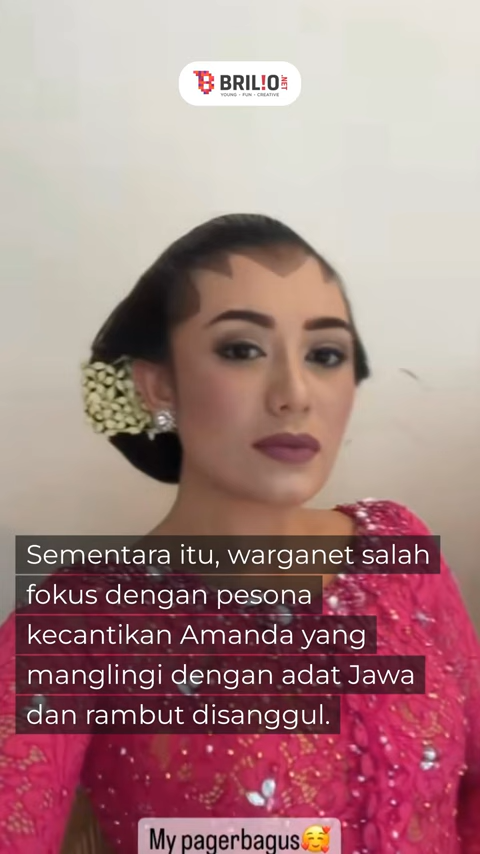 BRIL!O.NET
YOUNG • FUN • CREATIVE
Sementara itu, warganet salah
fokus dengan pesona
kecantikan Amanda yang
manglingi dengan adat Jawa
dan rambut disanggul.
My pagerbagus🥰